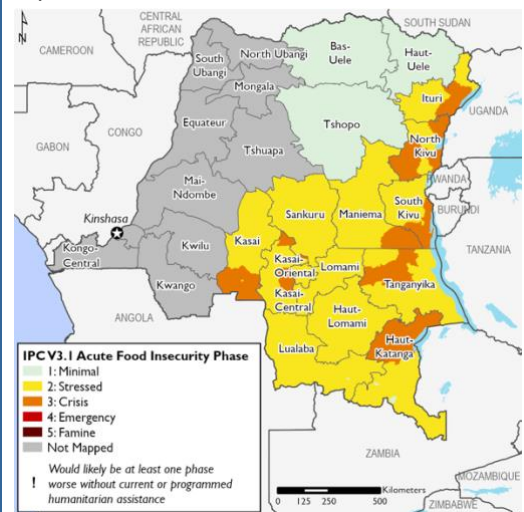 N
CENTRAL
AFRICAN
REPUBLIC
SOUTH SUDAN
CAMEROON
North Ubangi
South
Ubangi
Bas-
Uele
Haut-
Uele
Mongala
Ituri
UGANDA
Equateur
CONGO
Tshopo
North
Kivu
GABON
Tshuapa
RWANDA
Mai-
Ndombe
South
Kivu
BURUNDI
Kinshasa
Sankuru
Maniema
Kasai
Kwilu
TANZANIA
Kongo-
Central
Kasai-
Oriental
Lomami
Kwango
Tanganyika
Kasai-
Central
ANGOLA
Haut-
Lomami
Haut-
Katanga
Lualaba
IPC V3.1 Acute Food Insecurity Phase
1: Minimal
2: Stressed
3: Crisis
4: Emergency
5: Famine
Not Mapped
! Would likely be at least one phase
worse without current or programmed
humanitarian assistance
ZAMBIA
Kilometers
0 125 250 500
MOZAMBIQUE
ZIMBABWE